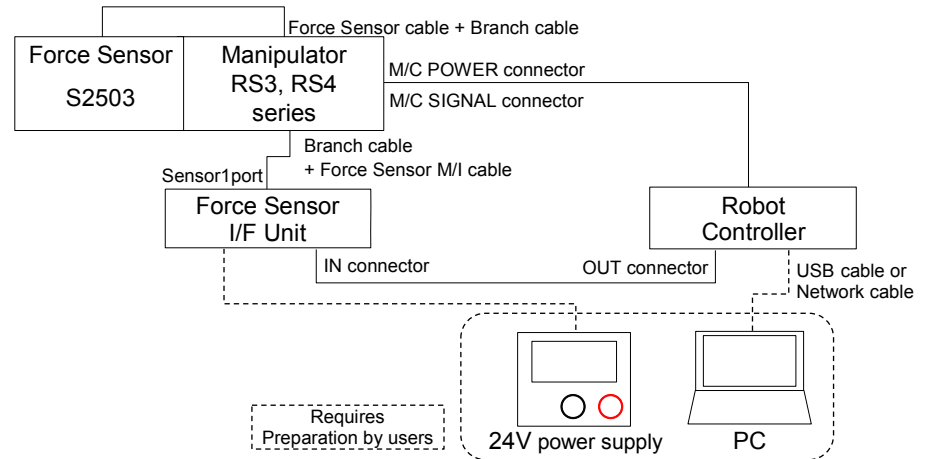 Force Sensor cable + Branch cable
Force Sensor
S2503
Manipulator
RS3, RS4
series
M/C POWER connector
M/C SIGNAL connector
Branch cable
+ Force Sensor M/I cable
Sensor1port
Force Sensor
I/F Unit
Robot
Controller
IN connector
OUT connector
USB cable or
Network cable
Requires
Preparation by users
24V power supply
PC